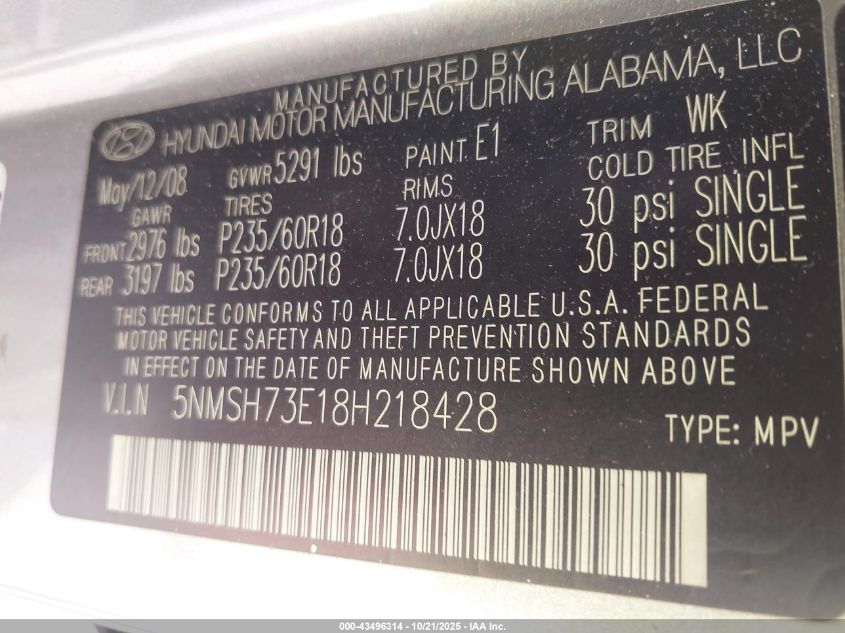 MANUFACTURED BY
HYUNDAI MOTOR MANUFACTURING ALABAMA, LLC
May/12/08 GVWR 5291 lbs PAINT E1 TRIM WK
GAWR TIRES RIMS COLD TIRE INFL
FRONT 2976 lbs P235/60R18 7.0JX18 30 psi SINGLE
REAR 3197 lbs P235/60R18 7.0JX18 30 psi SINGLE
THIS VEHICLE CONFORMS TO ALL APPLICABLE U.S.A. FEDERAL
MOTOR VEHICLE SAFETY AND THEFT PREVENTION STANDARDS
IN EFFECT ON THE DATE OF MANUFACTURE SHOWN ABOVE
V.I.N 5NMSH73E18H218428
TYPE: MPV
000-43496314 - 10/21/2025 - IAA Inc.